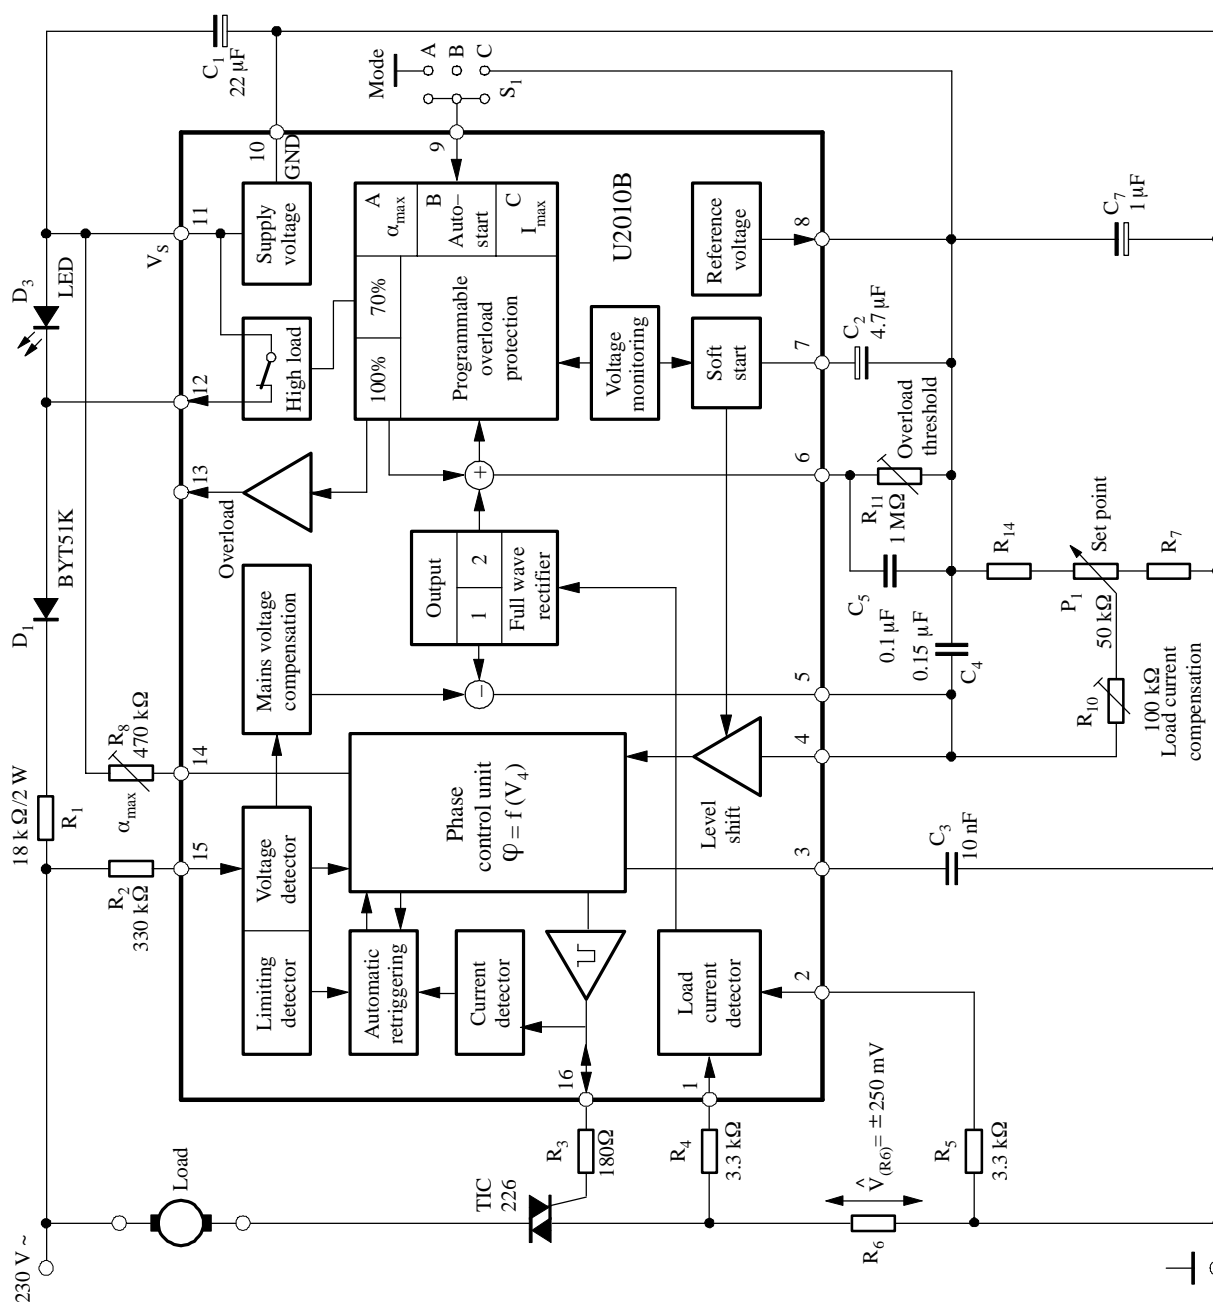 230 V ~
18 k Ω/2 W
R1
D1
BYT51K
D3
LED
C1
22 µF
R2
330 kΩ
αmax
R8
470 kΩ
Load
15
14
Overload
13
12
VS
11
10
GND
Mode
A
B
C
S1
9
Limiting
detector
Voltage
detector
Mains voltage
compensation
High load
Supply
voltage
Automatic
retriggering
Phase
control unit
φ = f (V4)
Output
1
2
Full wave
rectifier
100%
70%
A
αmax
B
Auto–
start
C
Imax
Programmable
overload
protection
Current
detector
–
+
Voltage
monitoring
U2010B
TIC
226
R3
180Ω
16
Load
current
detector
Level
shift
Soft
start
Reference
voltage
R4
3.3 kΩ
1
2
3
4
5
6
7
8
R6
V̂(R6)= ± 250 mV
R5
3.3 kΩ
C3
10 nF
R10
100 kΩ
Load current
compensation
C4
0.15 µF
C5
0.1 µF
R11
1 MΩ
Overload
threshold
C2
4.7 µF
R14
P1
50 kΩ
Set point
R7
C7
1 µF